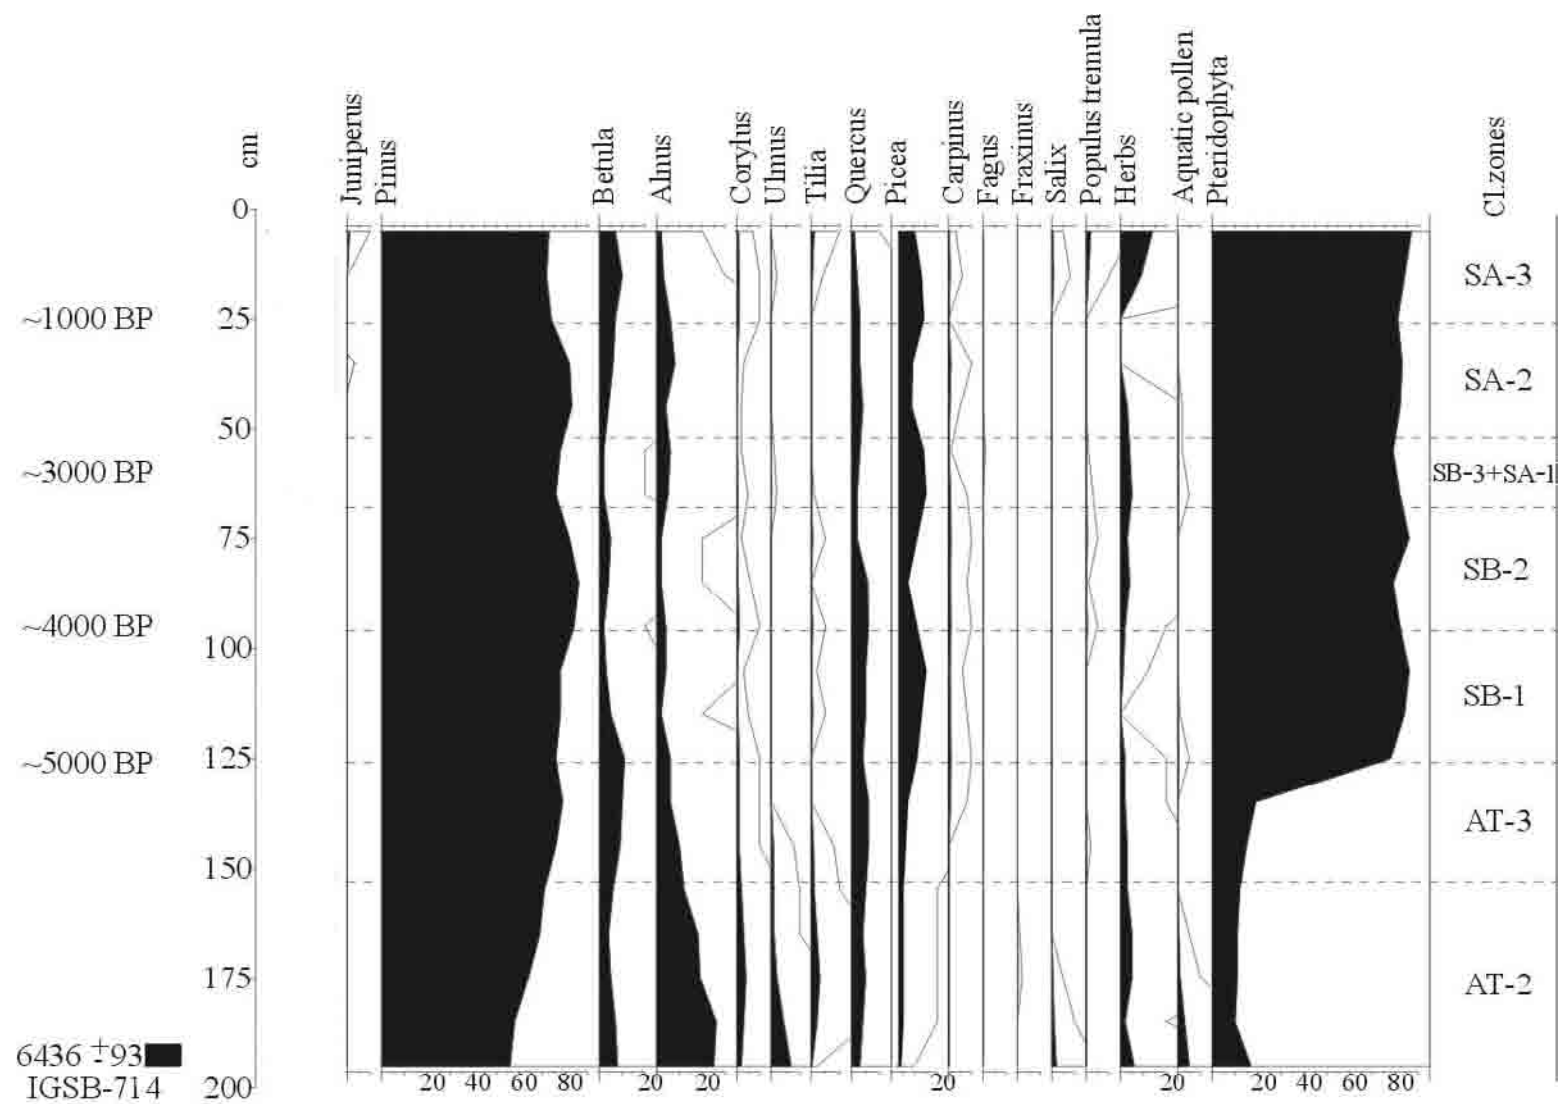 cm
Juniperus
Pinus
Betula
Alnus
Corylus
Ulmus
Tilia
Quercus
Picea
Carpinus
Fagus
Fraxinus
Salix
Populus tremula
Herbs
Aquatic pollen
Pteridophyta
Cl.zones
0
SA-3
~1000 BP 25
SA-2
50
~3000 BP
SB-3+SA-1
75
SB-2
~4000 BP
100
SB-1
~5000 BP 125
AT-3
150
175
AT-2
6436 ±93
IGSB-714
200
20 40 60 80 20 20 20 20 20 40 60 80